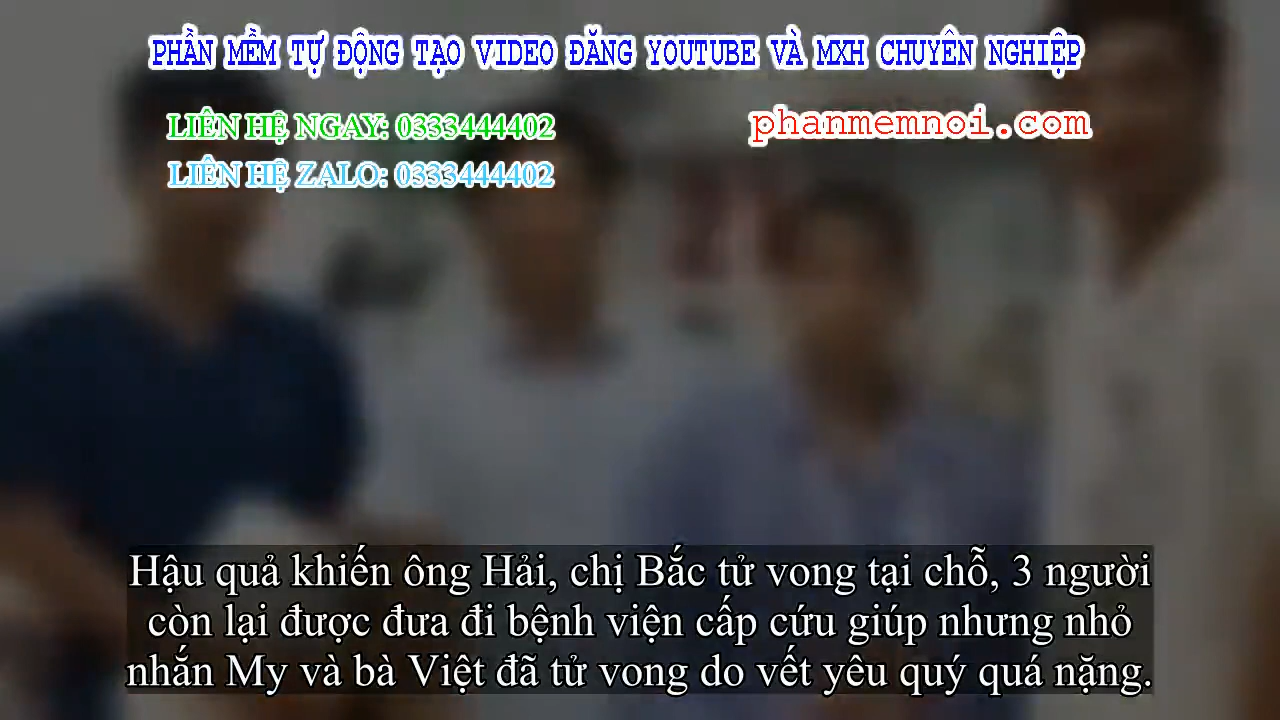 PHẦN MỀM TỰ ĐỘNG TẠO VIDEO ĐĂNG YOUTUBE VÀ MXH CHUYÊN NGHIỆP
LIÊN HỆ NGAY: 0333444402
phanmemnoi.com
LIÊN HỆ ZALO: 0333444402
Hậu quả khiến ông Hải, chị Bắc tử vong tại chỗ, 3 người
còn lại được đưa đi bệnh viện cấp cứu giúp nhưng nhỏ
nhắn My và bà Việt đã tử vong do vết yêu quý quá nặng.